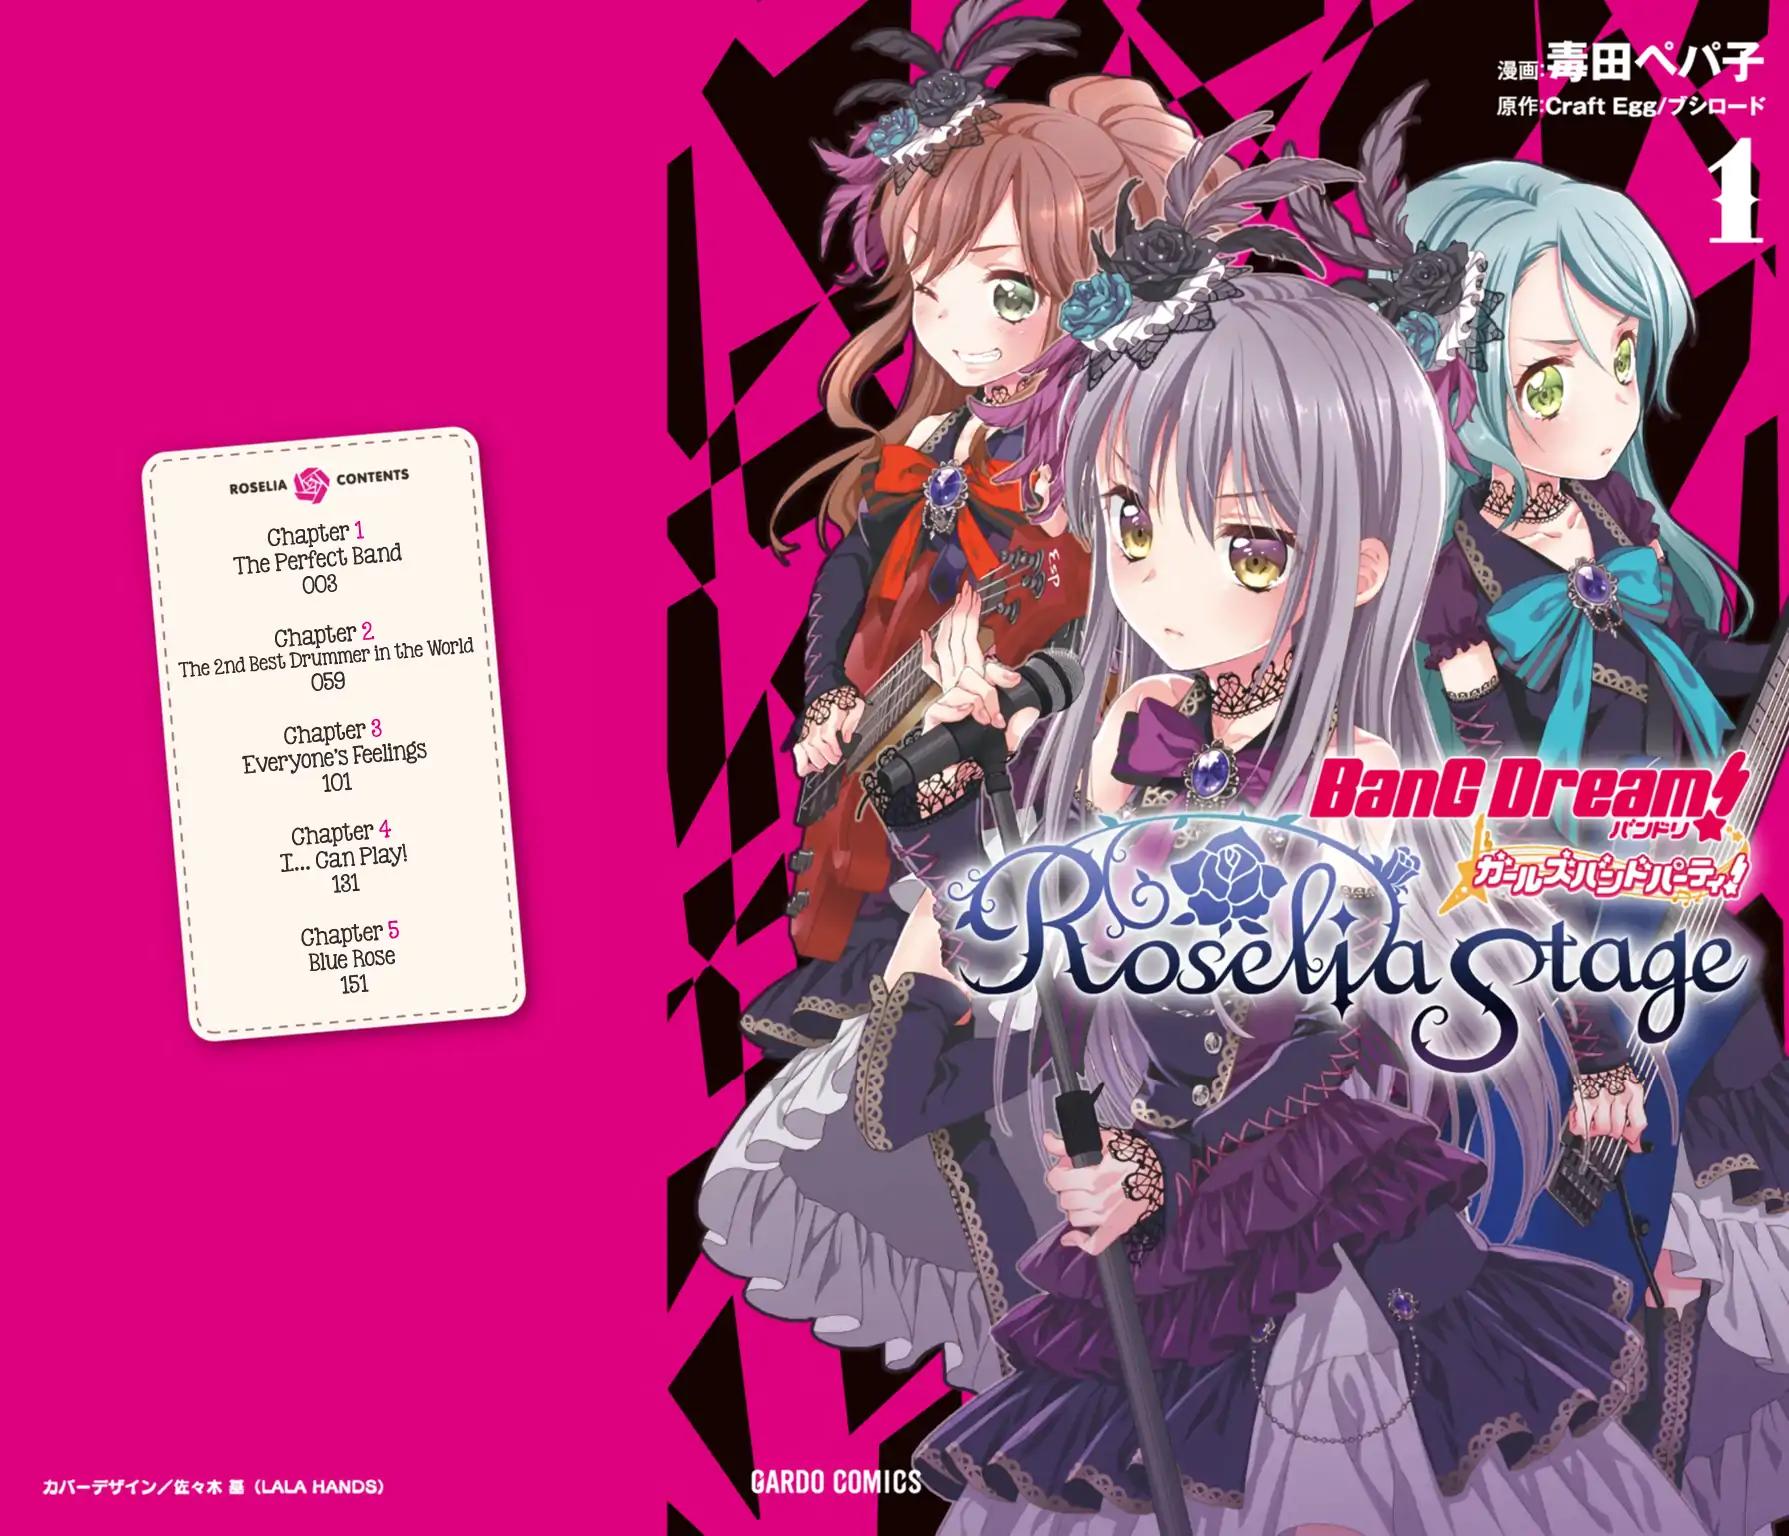 ROSELIA CONTENTS
Chapter 1
The Perfect Band
003
Chapter 2
The 2nd Best Drummer in the World
059
Chapter 3
Everyone's Feelings
101
Chapter 4
I... Can Play!
131
Chapter 5
Blue Rose
151
カバーデザイン／佐々木 基（LALA HANDS）
漫画:毒田ペパ子
原作:Craft Egg/ブシロード
1
ESP
BanG Dream!
バンドリ
ガールズバンドパーティ!
Roselia Stage
GARDO COMICS